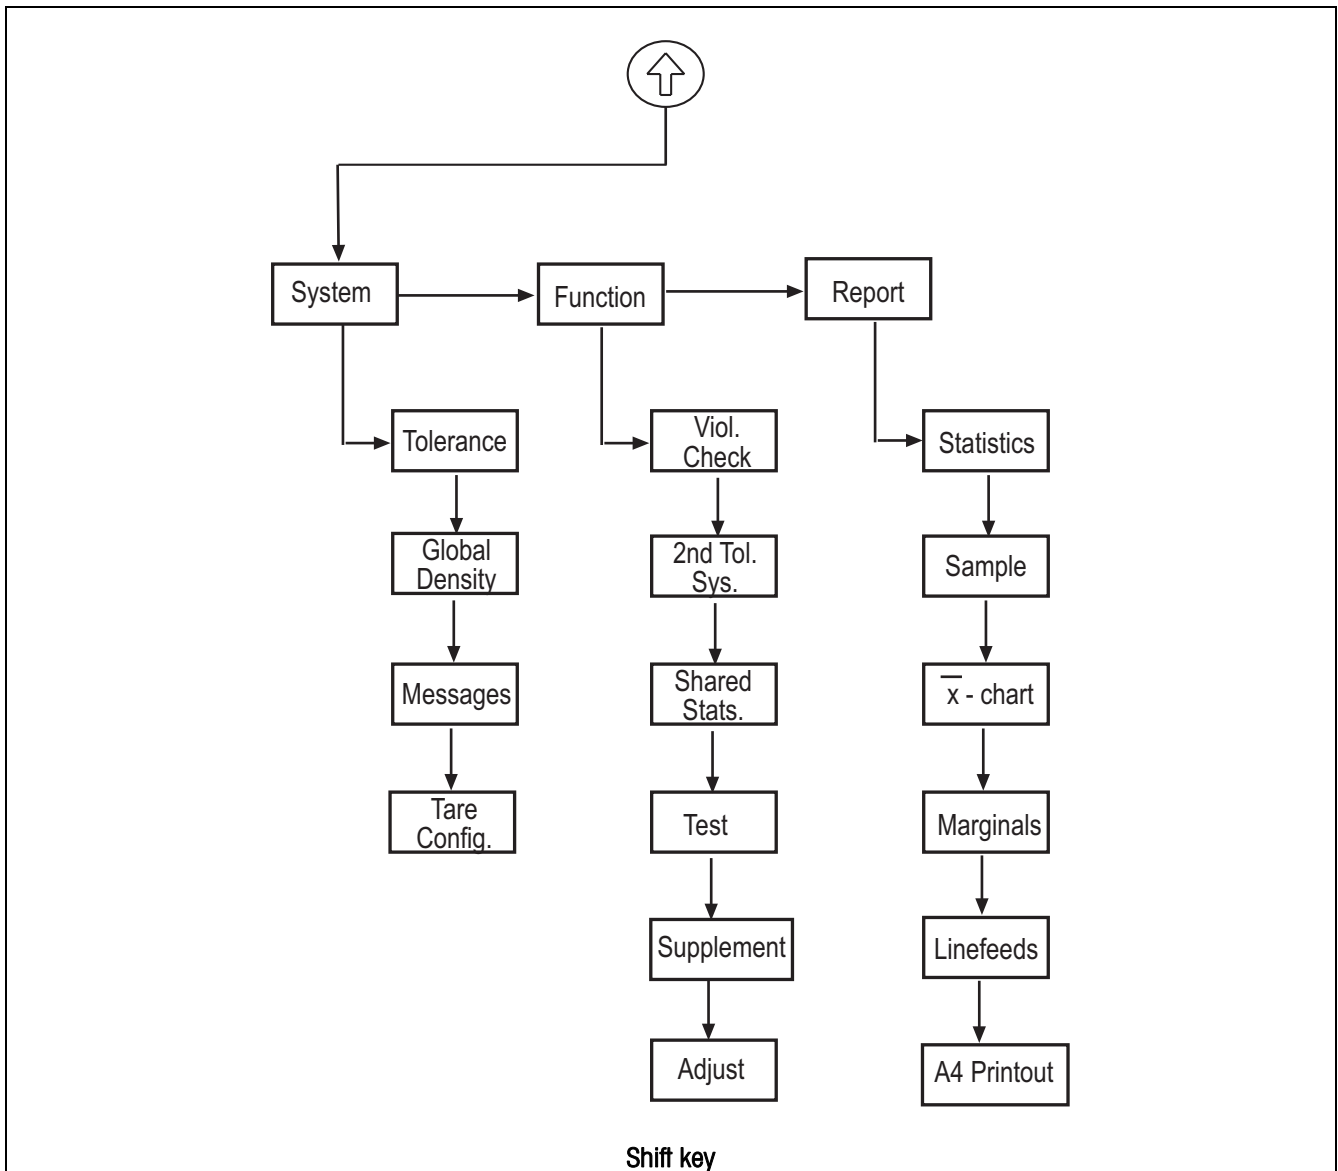 System
Function
Report
Tolerance
Global
Density
Messages
Tare
Config.
Viol.
Check
2nd Tol.
Sys.
Shared
Stats.
Test
Supplement
Adjust
Statistics
Sample
x̅ - chart
Marginals
Linefeeds
A4 Printout
Shift key